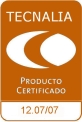 TECNALIA
PRODUCTO
CERTIFICADO
12.07/07